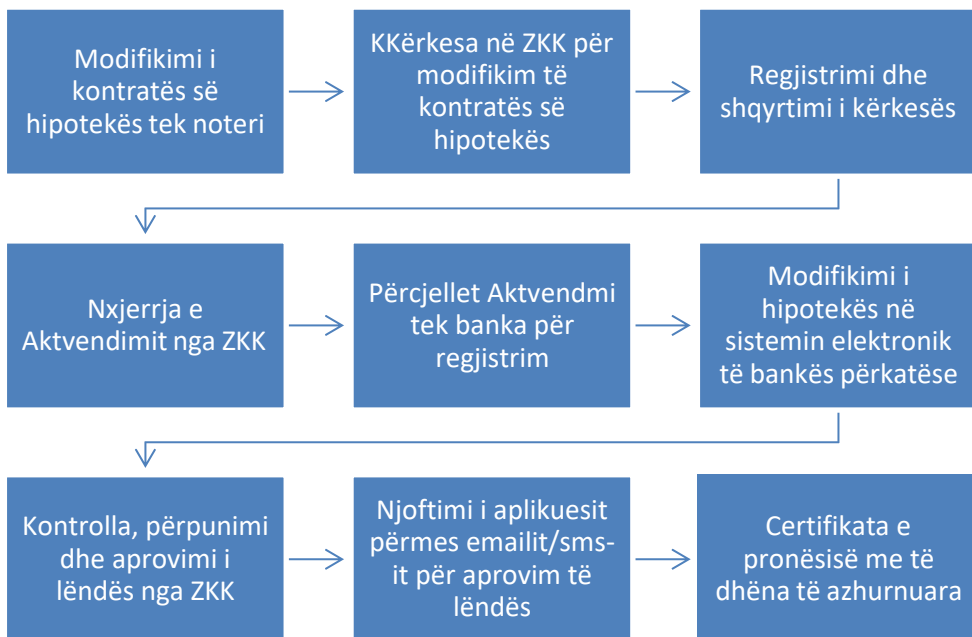 Modifikimi i
kontratës së
hipotekës tek noteri
KKërkesa në ZKK për
modifikim të
kontratës së
hipotekës
Regjistrimi dhe
shqyrtimi i kërkesës
Nxjerrja e
Aktvendimit nga ZKK
Përcjellet Aktvendmi
tek banka për
regjistrim
Modifikimi i
hipotekës në
sistemin elektronik
të bankës përkatëse
Kontrolla, përpunimi
dhe aprovimi i
lëndës nga ZKK
Njoftimi i aplikuesit
përmes emailit/sms-
it për aprovim të
lëndës
Certifikata e
pronësisë me të
dhëna të azhurnuara